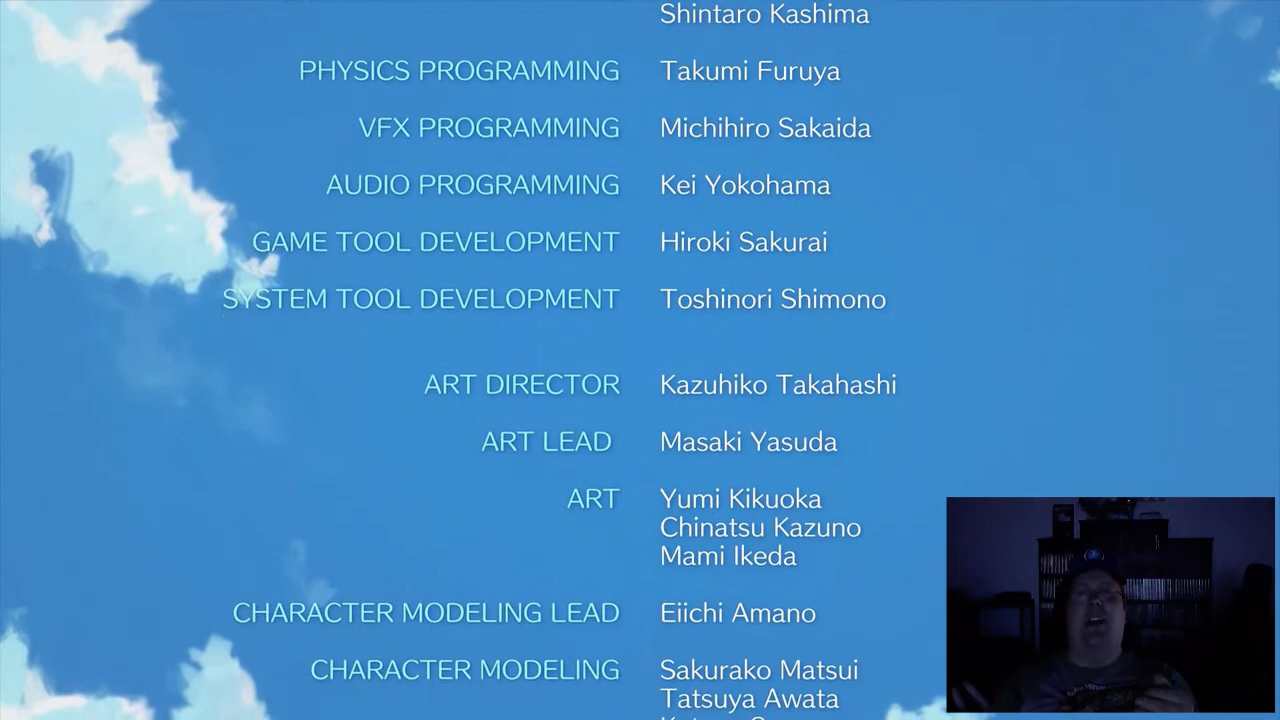 Shintaro Kashima
PHYSICS PROGRAMMING Takumi Furuya
VFX PROGRAMMING Michihiro Sakaida
AUDIO PROGRAMMING Kei Yokohama
GAME TOOL DEVELOPMENT Hiroki Sakurai
SYSTEM TOOL DEVELOPMENT Toshinori Shimono
ART DIRECTOR Kazuhiko Takahashi
ART LEAD Masaki Yasuda
ART Yumi Kikuoka
Chinatsu Kazuno
Mami Ikeda
CHARACTER MODELING LEAD Eiichi Amano
CHARACTER MODELING Sakurako Matsui
Tatsuya Awata